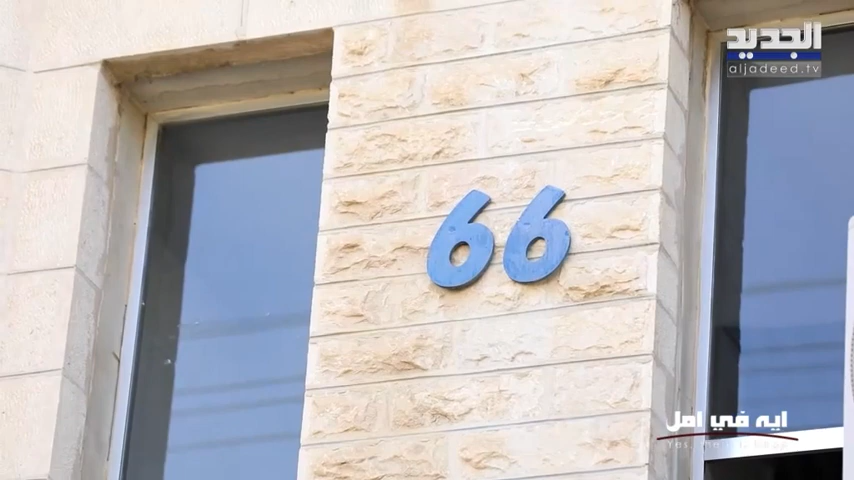 الجديد
aljadeed.tv
66
ايه في امل